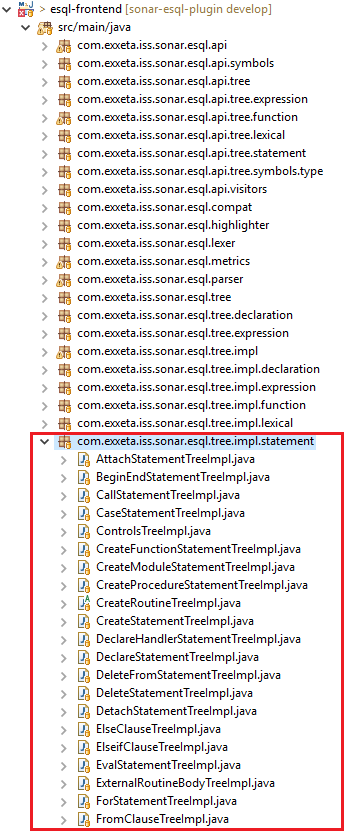 > esql-frontend [sonar-esql-plugin develop]
src/main/java
com.exxeta.iss.sonar.esql.api
com.exxeta.iss.sonar.esql.api.symbols
com.exxeta.iss.sonar.esql.api.tree
com.exxeta.iss.sonar.esql.api.tree.expression
com.exxeta.iss.sonar.esql.api.tree.function
com.exxeta.iss.sonar.esql.api.tree.lexical
com.exxeta.iss.sonar.esql.api.tree.statement
com.exxeta.iss.sonar.esql.api.tree.symbols.type
com.exxeta.iss.sonar.esql.api.visitors
com.exxeta.iss.sonar.esql.compat
com.exxeta.iss.sonar.esql.highlighter
com.exxeta.iss.sonar.esql.lexer
com.exxeta.iss.sonar.esql.metrics
com.exxeta.iss.sonar.esql.parser
com.exxeta.iss.sonar.esql.tree
com.exxeta.iss.sonar.esql.tree.declaration
com.exxeta.iss.sonar.esql.tree.expression
com.exxeta.iss.sonar.esql.tree.impl
com.exxeta.iss.sonar.esql.tree.impl.declaration
com.exxeta.iss.sonar.esql.tree.impl.expression
com.exxeta.iss.sonar.esql.tree.impl.function
com.exxeta.iss.sonar.esql.tree.impl.lexical
com.exxeta.iss.sonar.esql.tree.impl.statement
AttachStatementTreeImpl.java
BeginEndStatementTreeImpl.java
CallStatementTreeImpl.java
CaseStatementTreeImpl.java
ControlsTreeImpl.java
CreateFunctionStatementTreeImpl.java
CreateModuleStatementTreeImpl.java
CreateProcedureStatementTreeImpl.java
CreateRoutineTreeImpl.java
CreateStatementTreeImpl.java
DeclareHandlerStatementTreeImpl.java
DeclareStatementTreeImpl.java
DeleteFromStatementTreeImpl.java
DeleteStatementTreeImpl.java
DetachStatementTreeImpl.java
ElseClauseTreeImpl.java
ElseifClauseTreeImpl.java
EvalStatementTreeImpl.java
ExternalRoutineBodyTreeImpl.java
ForStatementTreeImpl.java
FromClauseTreeImpl.java